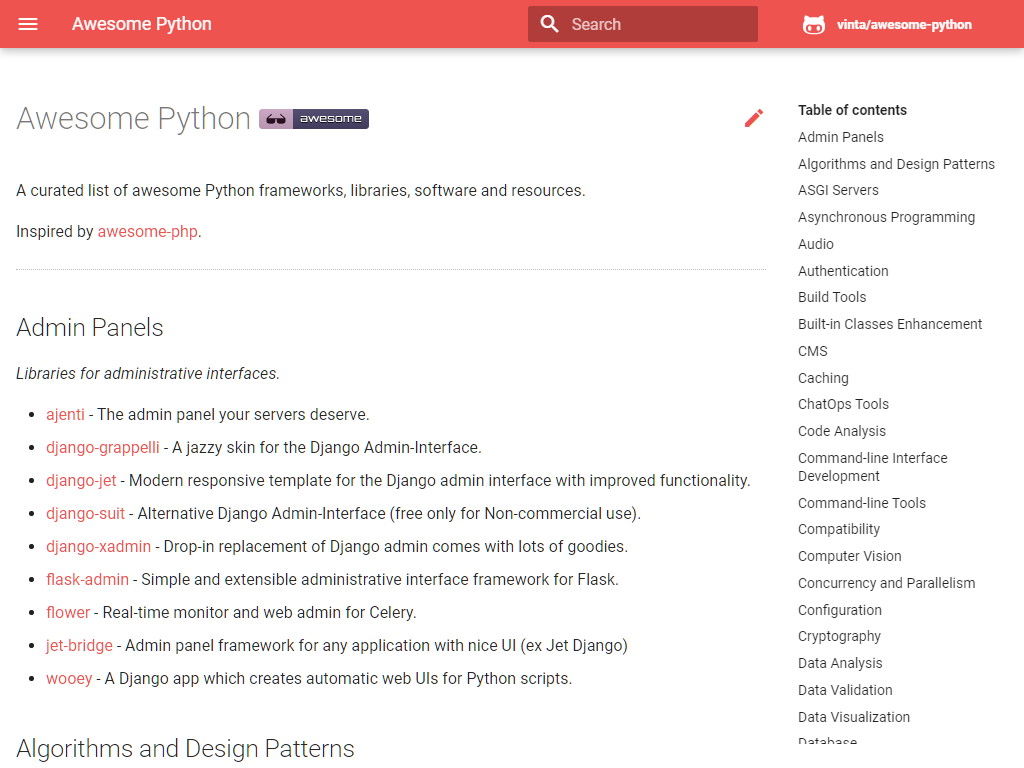 Awesome Python
Search
vinta/awesome-python
Awesome Python
awesome
A curated list of awesome Python frameworks, libraries, software and resources.
Inspired by awesome-php.
Admin Panels
Libraries for administrative interfaces.
ajenti - The admin panel your servers deserve.
django-grappelli - A jazzy skin for the Django Admin-Interface.
django-jet - Modern responsive template for the Django admin interface with improved functionality.
django-suit - Alternative Django Admin-Interface (free only for Non-commercial use).
django-xadmin - Drop-in replacement of Django admin comes with lots of goodies.
flask-admin - Simple and extensible administrative interface framework for Flask.
flower - Real-time monitor and web admin for Celery.
jet-bridge - Admin panel framework for any application with nice UI (ex Jet Django)
wooey - A Django app which creates automatic web UIs for Python scripts.
Algorithms and Design Patterns
Table of contents
Admin Panels
Algorithms and Design Patterns
ASGI Servers
Asynchronous Programming
Audio
Authentication
Build Tools
Built-in Classes Enhancement
CMS
Caching
ChatOps Tools
Code Analysis
Command-line Interface
Development
Command-line Tools
Compatibility
Computer Vision
Concurrency and Parallelism
Configuration
Cryptography
Data Analysis
Data Validation
Data Visualization
Database